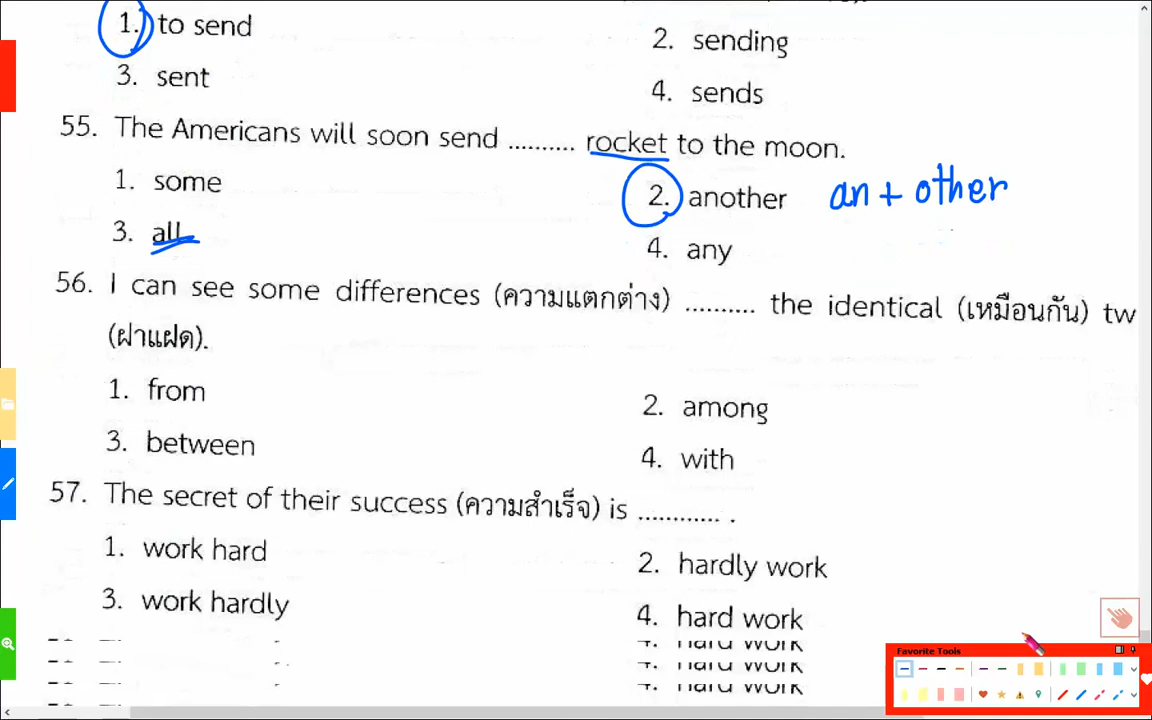 1. to send
2. sending
3. sent
4. sends
55. The Americans will soon send .......... rocket to the moon.
1. some
2. another an + other
3. all
4. any
56. I can see some differences (ความแตกต่าง) .......... the identical (เหมือนกัน) tw
(ฝาแฝด).
1. from
2. among
3. between
4. with
57. The secret of their success (ความสำเร็จ) is ............ .
1. work hard
2. hardly work
3. work hardly
4. hard work
Favorite Tools